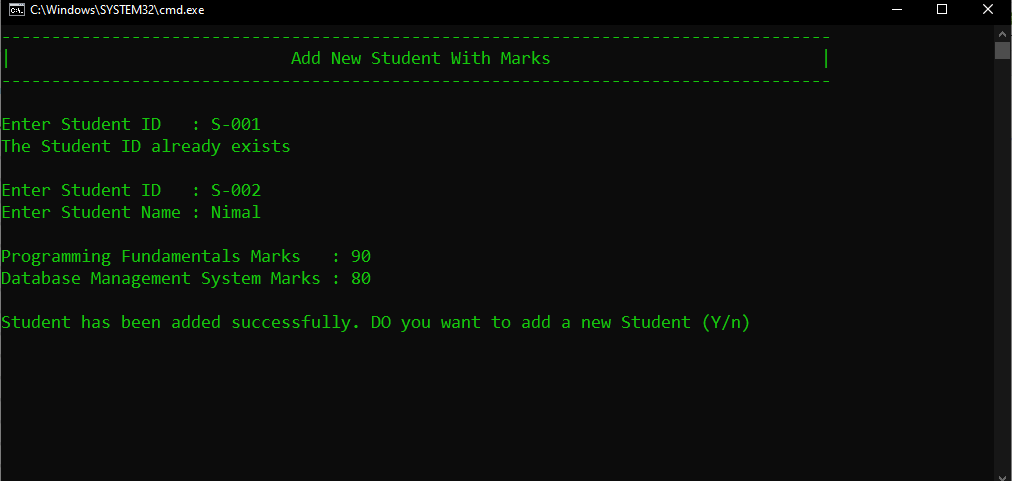 C:\Windows\SYSTEM32\cmd.exe
-----------------------------------------------------------------------------------
|                            Add New Student With Marks                           |
-----------------------------------------------------------------------------------
Enter Student ID   : S-001
The Student ID already exists
Enter Student ID   : S-002
Enter Student Name : Nimal
Programming Fundamentals Marks   : 90
Database Management System Marks : 80
Student has been added successfully. DO you want to add a new Student (Y/n)